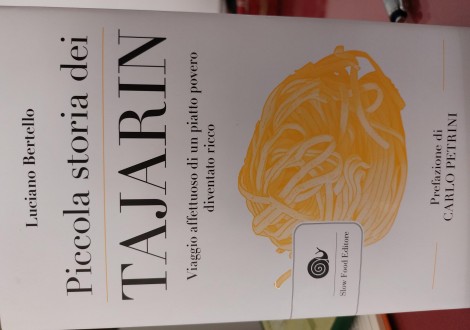 Luciano Bertello
Piccola storia dei
TAJARIN
Viaggio affettuoso di un piatto povero
diventato ricco
Slow Food Editore
Prefazione di
CARLO PETRINI